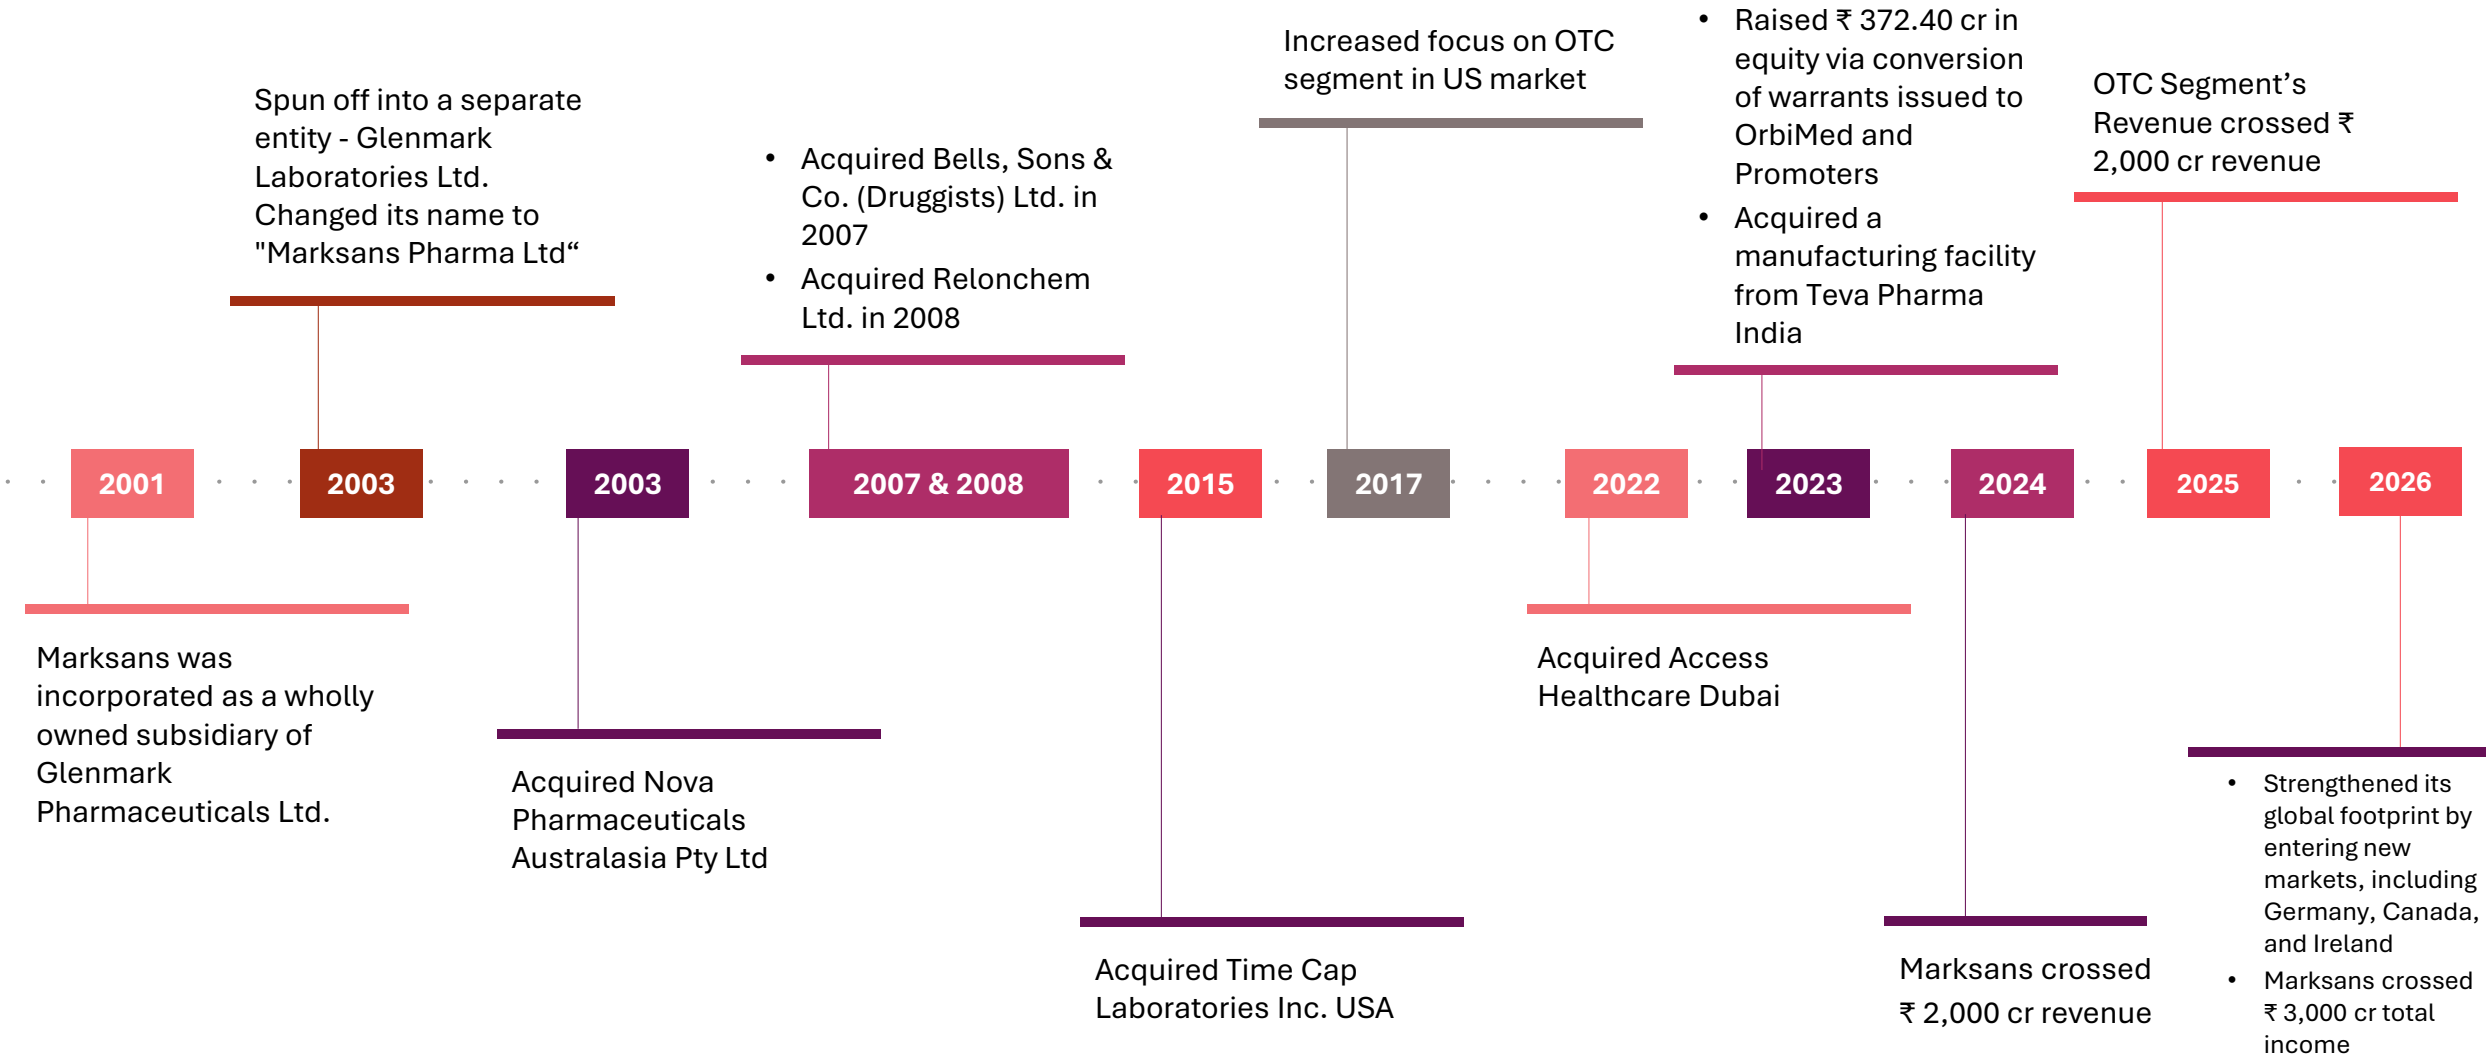 Spun off into a separate
entity - Glenmark
Laboratories Ltd.
Changed its name to
"Marksans Pharma Ltd“
• Acquired Bells, Sons &
Co. (Druggists) Ltd. in
2007
• Acquired Relonchem
Ltd. in 2008
Increased focus on OTC
segment in US market
• Raised ₹ 372.40 cr in
equity via conversion
of warrants issued to
OrbiMed and
Promoters
• Acquired a
manufacturing facility
from Teva Pharma
India
OTC Segment’s
Revenue crossed ₹
2,000 cr revenue
2001
2003
2003
2007 & 2008
2015
2017
2022
2023
2024
2025
2026
Marksans was
incorporated as a wholly
owned subsidiary of
Glenmark
Pharmaceuticals Ltd.
Acquired Nova
Pharmaceuticals
Australasia Pty Ltd
Acquired Time Cap
Laboratories Inc. USA
Acquired Access
Healthcare Dubai
Marksans crossed
₹ 2,000 cr revenue
• Strengthened its
global footprint by
entering new
markets, including
Germany, Canada,
and Ireland
• Marksans crossed
₹ 3,000 cr total
income